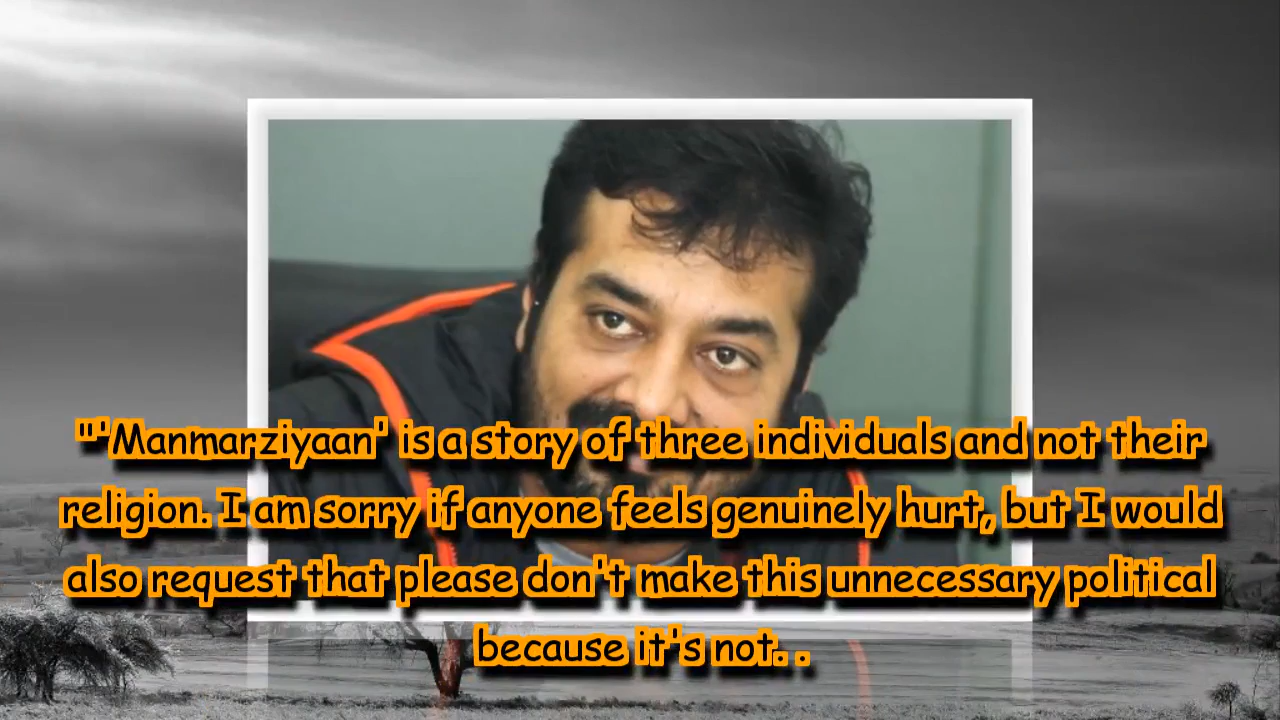 "'Manmarziyaan' is a story of three individuals and not their
religion. I am sorry if anyone feels genuinely hurt, but I would
also request that please don't make this unnecessary political
because it's not. .